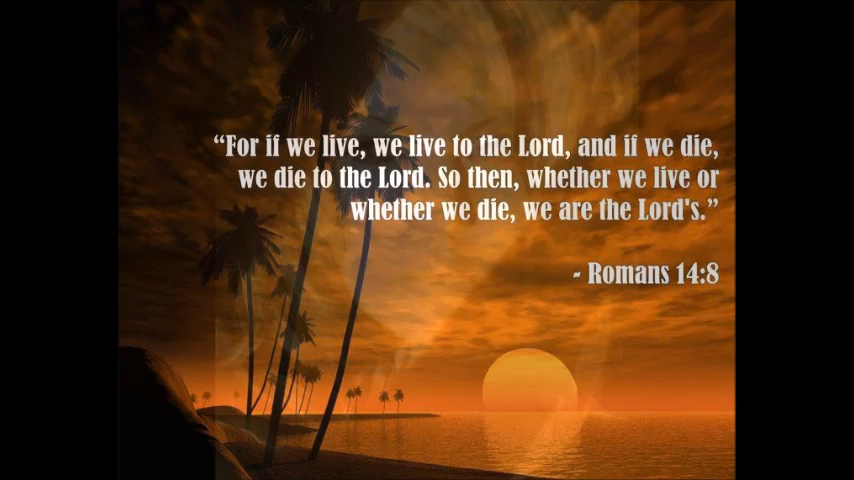 “For if we live, we live to the Lord, and if we die,
we die to the Lord. So then, whether we live or
whether we die, we are the Lord's.”
- Romans 14:8